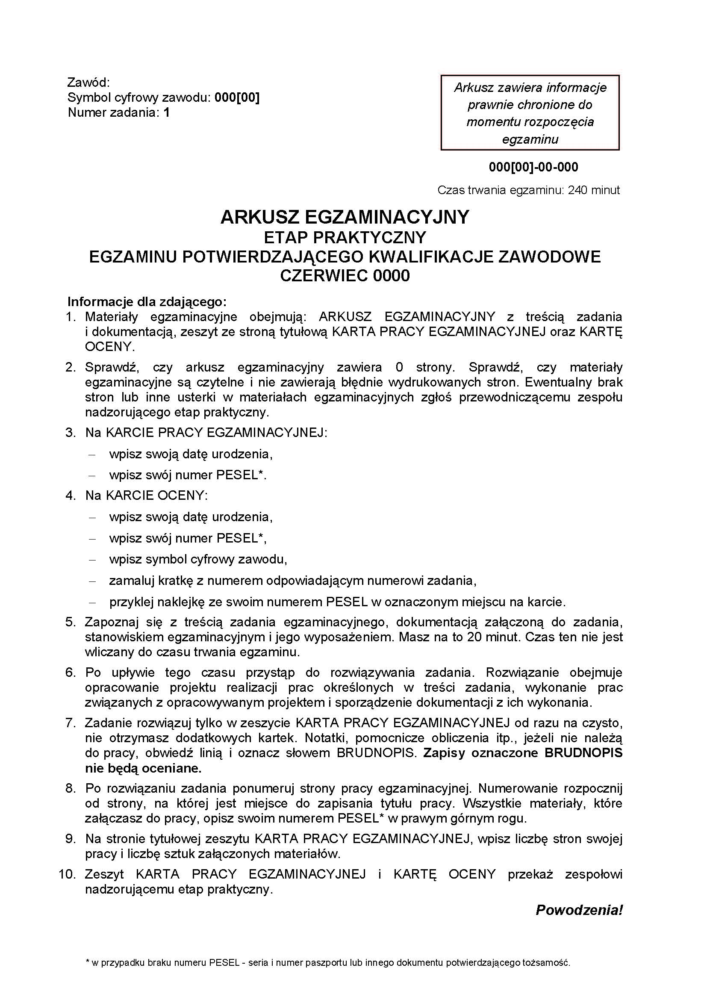 Zawód:
Symbol cyfrowy zawodu: 000[00]
Numer zadania: 1
Arkusz zawiera informacje
prawnie chronione do
momentu rozpoczęcia
egzaminu
000[00]-00-000
Czas trwania egzaminu: 240 minut
ARKUSZ EGZAMINACYJNY
ETAP PRAKTYCZNY
EGZAMINU POTWIERDZAJĄCEGO KWALIFIKACJE ZAWODOWE
CZERWIEC 0000
Informacje dla zdającego:
1. Materiały egzaminacyjne obejmują: ARKUSZ EGZAMINACYJNY z treścią zadania
i dokumentacją, zeszyt ze stroną tytułową KARTA PRACY EGZAMINACYJNEJ oraz KARTĘ
OCENY.
2. Sprawdź, czy arkusz egzaminacyjny zawiera 0 strony. Sprawdź, czy materiały
egzaminacyjne są czytelne i nie zawierają błędnie wydrukowanych stron. Ewentualny brak
stron lub inne usterki w materiałach egzaminacyjnych zgłoś przewodniczącemu zespołu
nadzorującego etap praktyczny.
3. Na KARCIE PRACY EGZAMINACYJNEJ:
– wpisz swoją datę urodzenia,
– wpisz swój numer PESEL*.
4. Na KARCIE OCENY:
– wpisz swoją datę urodzenia,
– wpisz swój numer PESEL*,
– wpisz symbol cyfrowy zawodu,
– zamaluj kratkę z numerem odpowiadającym numerowi zadania,
– przyklej naklejkę ze swoim numerem PESEL w oznaczonym miejscu na karcie.
5. Zapoznaj się z treścią zadania egzaminacyjnego, dokumentacją załączoną do zadania,
stanowiskiem egzaminacyjnym i jego wyposażeniem. Masz na to 20 minut. Czas ten nie jest
wliczany do czasu trwania egzaminu.
6. Po upływie tego czasu przystąp do rozwiązywania zadania. Rozwiązanie obejmuje
opracowanie projektu realizacji prac określonych w treści zadania, wykonanie prac
związanych z opracowywanym projektem i sporządzenie dokumentacji z ich wykonania.
7. Zadanie rozwiązuj tylko w zeszycie KARTA PRACY EGZAMINACYJNEJ od razu na czysto,
nie otrzymasz dodatkowych kartek. Notatki, pomocnicze obliczenia itp., jeżeli nie należą
do pracy, obwiedź linią i oznacz słowem BRUDNOPIS. Zapisy oznaczone BRUDNOPIS
nie będą oceniane.
8. Po rozwiązaniu zadania ponumeruj strony pracy egzaminacyjnej. Numerowanie rozpocznij
od strony, na której jest miejsce do zapisania tytułu pracy. Wszystkie materiały, które
załączasz do pracy, opisz swoim numerem PESEL* w prawym górnym rogu.
9. Na stronie tytułowej zeszytu KARTA PRACY EGZAMINACYJNEJ, wpisz liczbę stron swojej
pracy i liczbę sztuk załączonych materiałów.
10. Zeszyt KARTA PRACY EGZAMINACYJNEJ i KARTĘ OCENY przekaż zespołowi
nadzorującemu etap praktyczny.
Powodzenia!
* w przypadku braku numeru PESEL - seria i numer paszportu lub innego dokumentu potwierdzającego tożsamość.